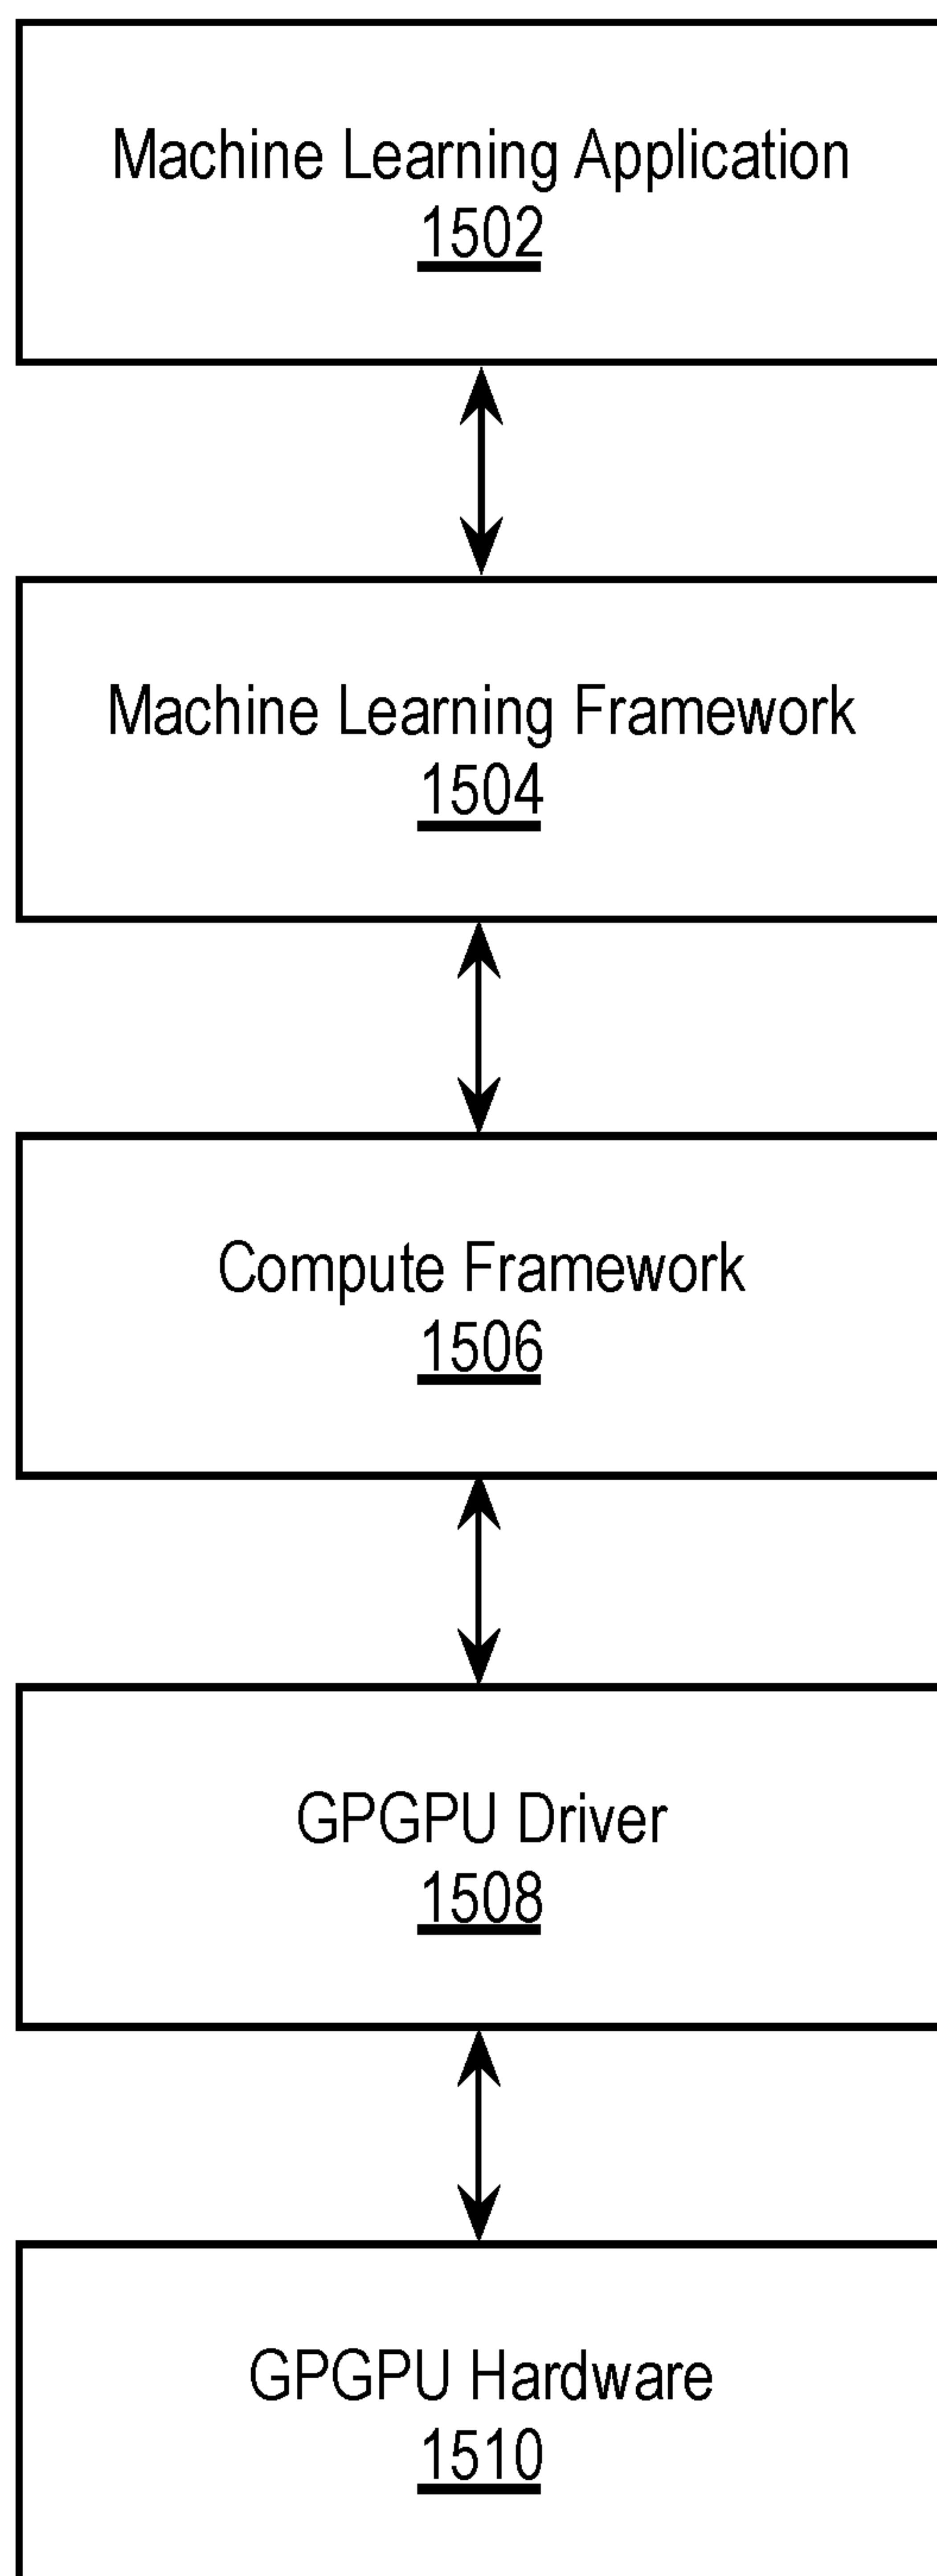 Machine Learning Application
1502
Machine Learning Framework
1504
Compute Framework
1506
GPGPU Driver
1508
GPGPU Hardware
1510